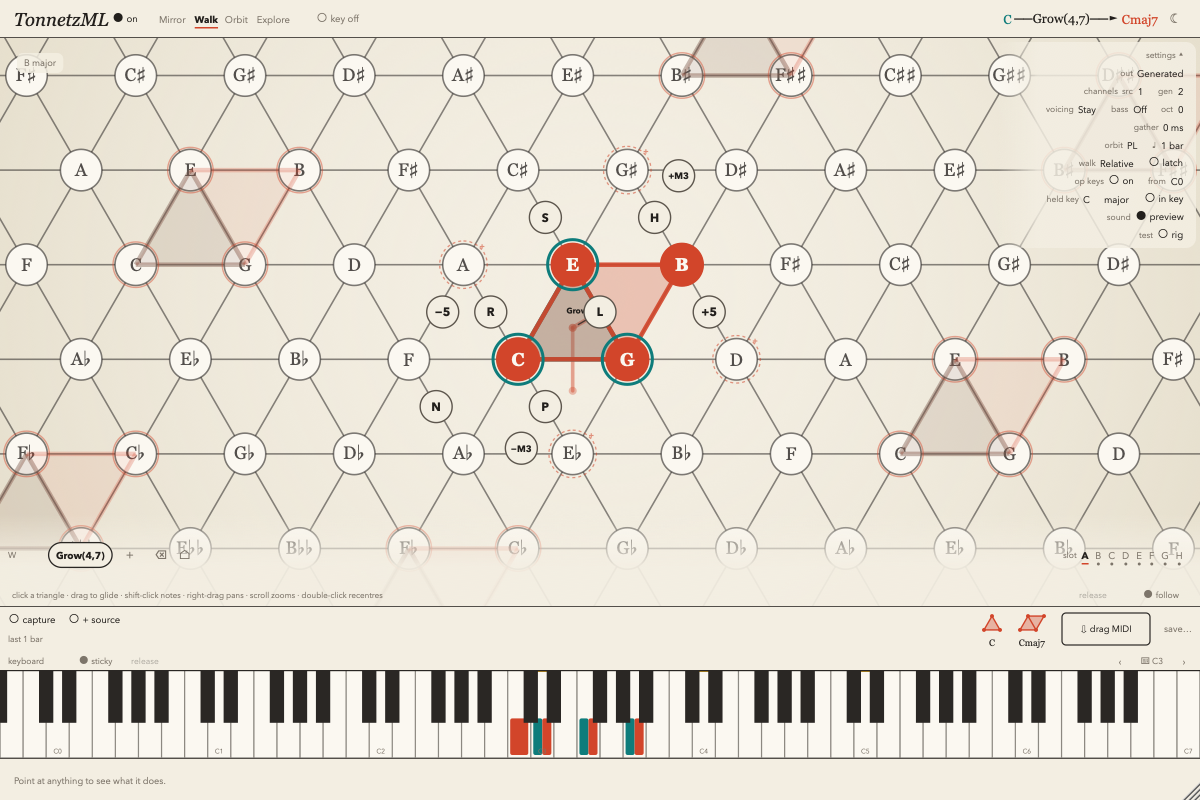 TonnetzML on Mirror Walk Orbit Explore key off C Grow(4,7) Cmaj7
B major
settings
out Generated
channels src 1 gen 2
voicing Stay bass Off oct 0
gather 0 ms
orbit PL ♩ 1 bar
walk Relative latch
op keys on from C0
held key C major in key
sound preview
test rig
F♯ C♯ G♯ D♯ A♯ E♯ B♯ F♯♯ C♯♯ G♯♯ D♯♯
A E B F♯ C♯ G♯ +M3 D♯ A♯ E♯ B♯ F♯♯
S H
F C G D A E B F♯ C♯ G♯ D♯
−5 R L +5
A♭ E♭ B♭ F C G D A E B F♯
N P
−M3
F♭ C♭ G♭ D♭ A♭ E♭ B♭ F C G D
E♭♭ B♭♭ F♭ C♭ G♭ D♭ A♭ E♭ B♭ F
W Grow(4,7) +
slot A B C D E F G H
click a triangle · drag to glide · shift-click notes · right-drag pans · scroll zooms · double-click recentres
release follow
capture + source
last 1 bar
C Cmaj7 ⇩ drag MIDI save...
keyboard sticky release ‹ C3 ›
C0 C1 C2 C4 C5 C6 C7
Point at anything to see what it does.